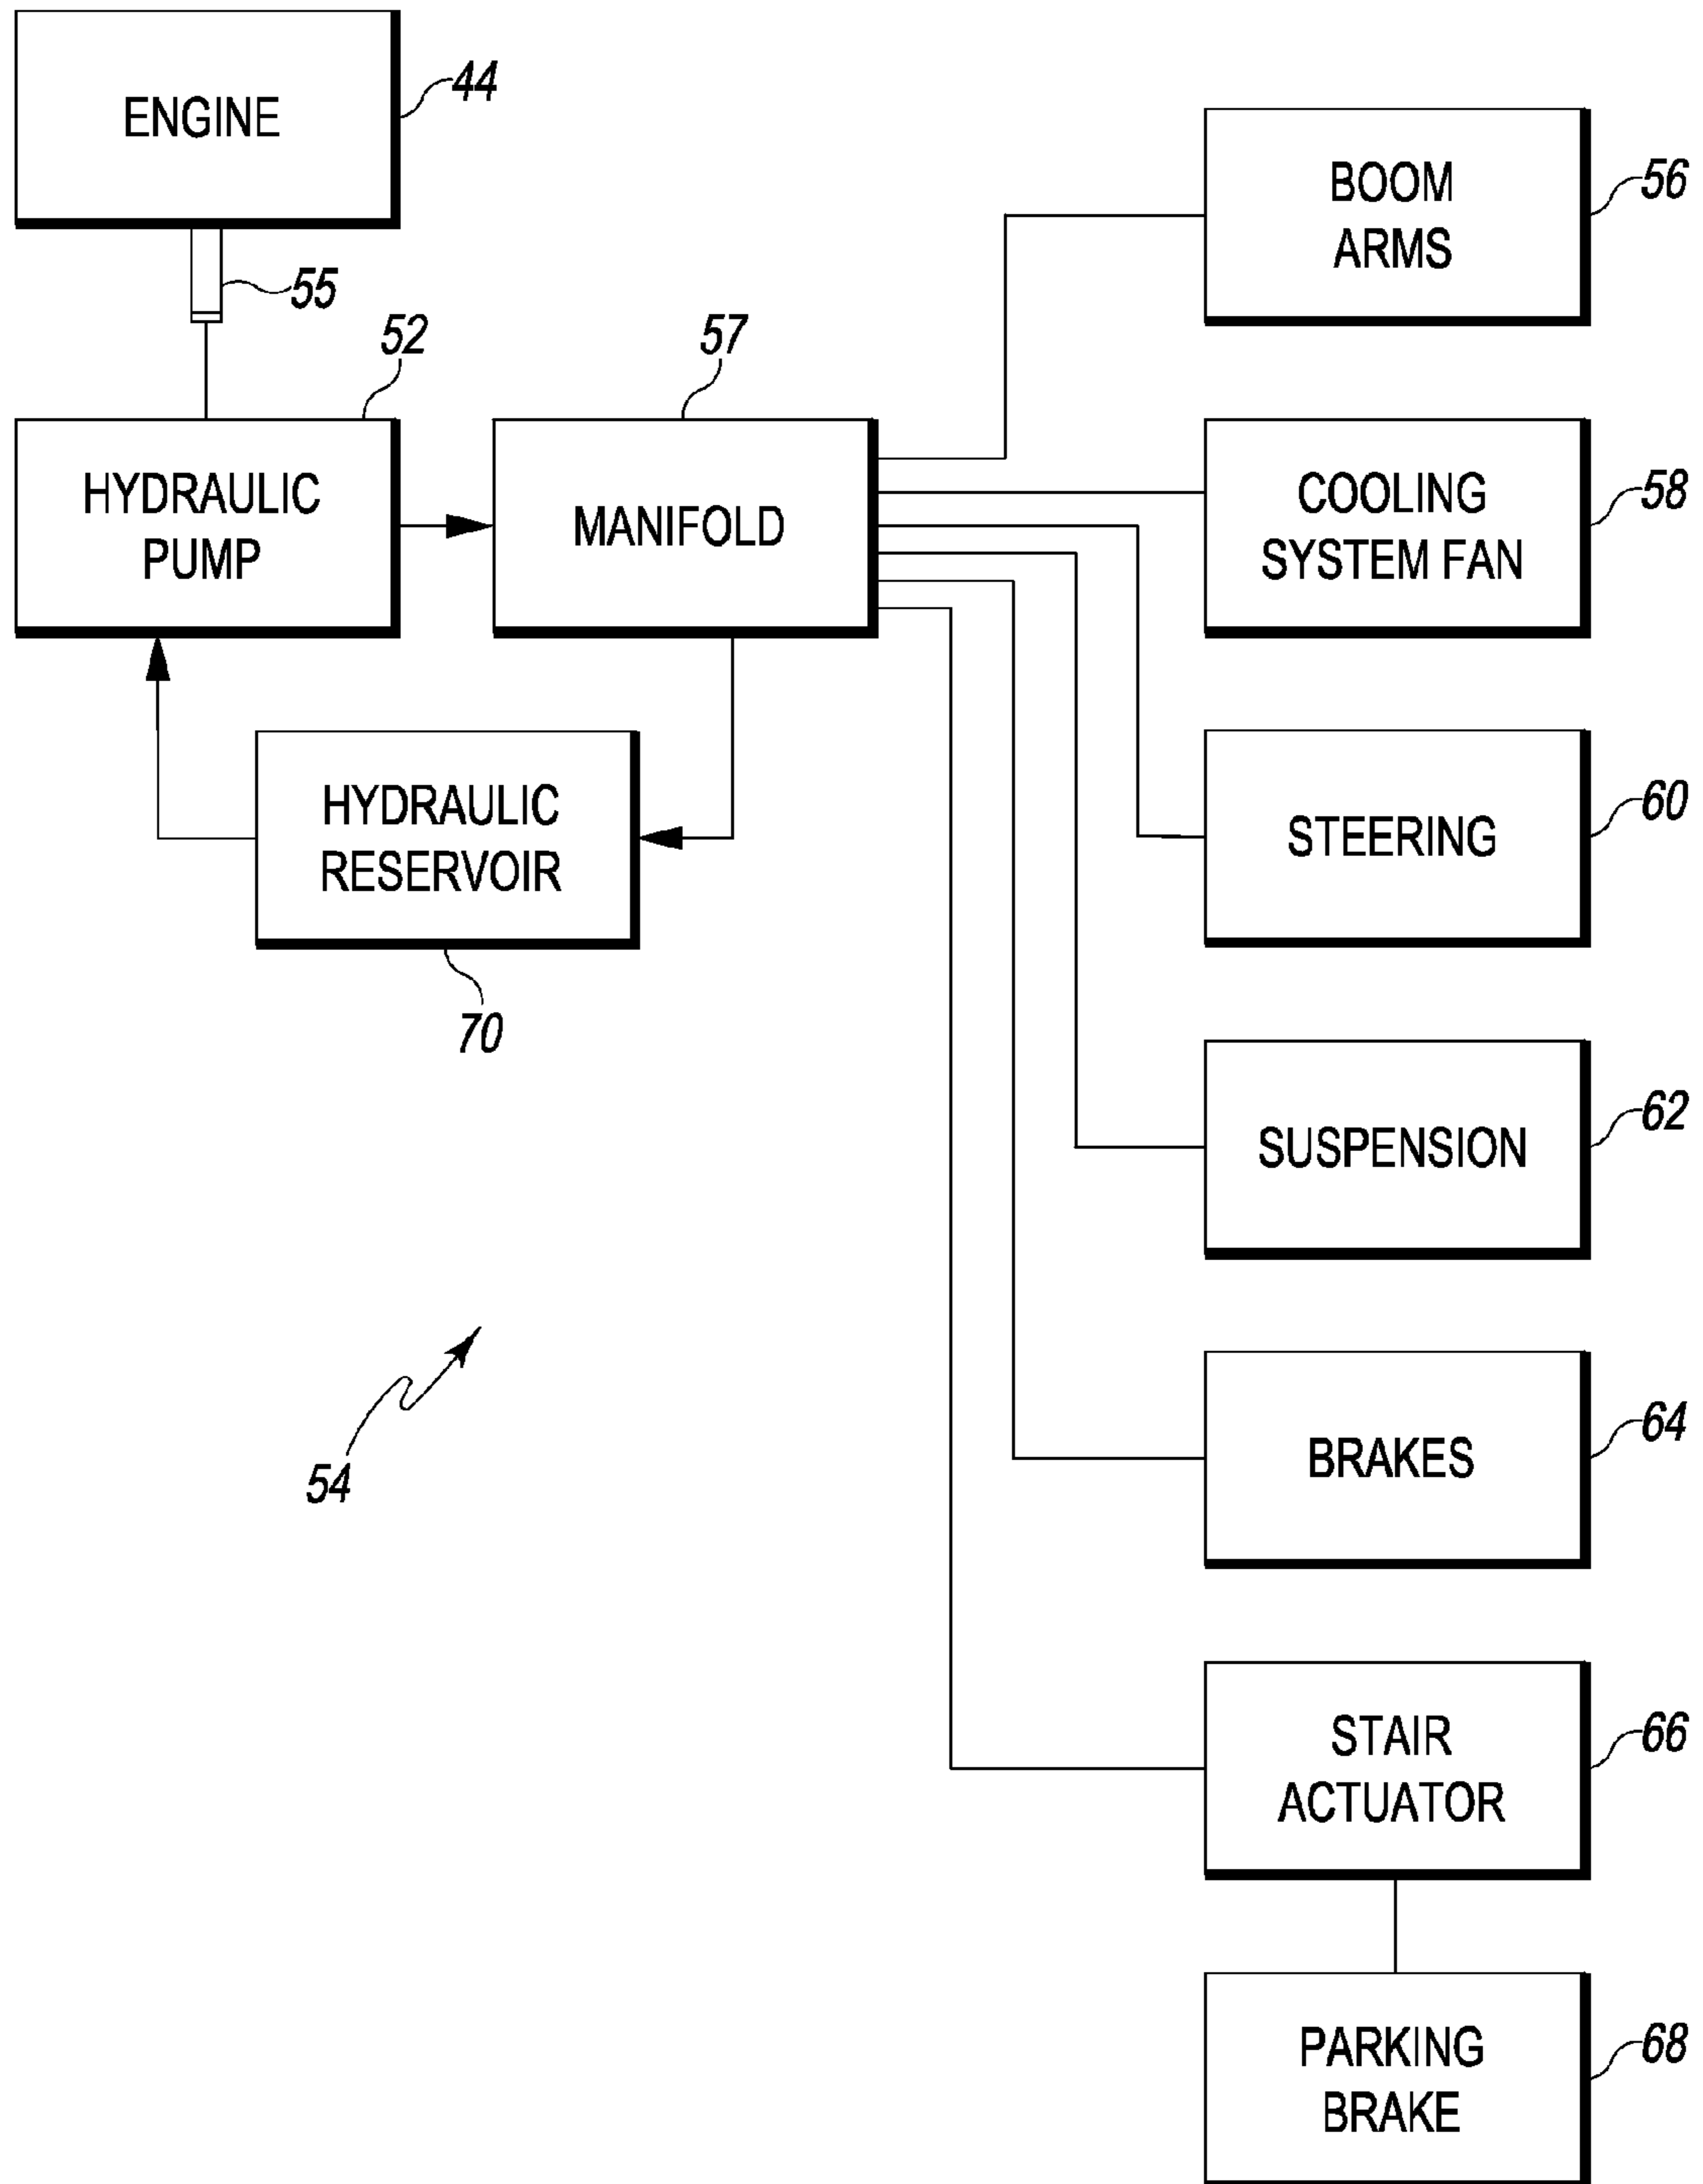 ENGINE
44
55
HYDRAULIC
PUMP
52
MANIFOLD
57
HYDRAULIC
RESERVOIR
70
54
BOOM
ARMS
56
COOLING
SYSTEM FAN
58
STEERING
60
SUSPENSION
62
BRAKES
64
STAIR
ACTUATOR
66
PARKING
BRAKE
68